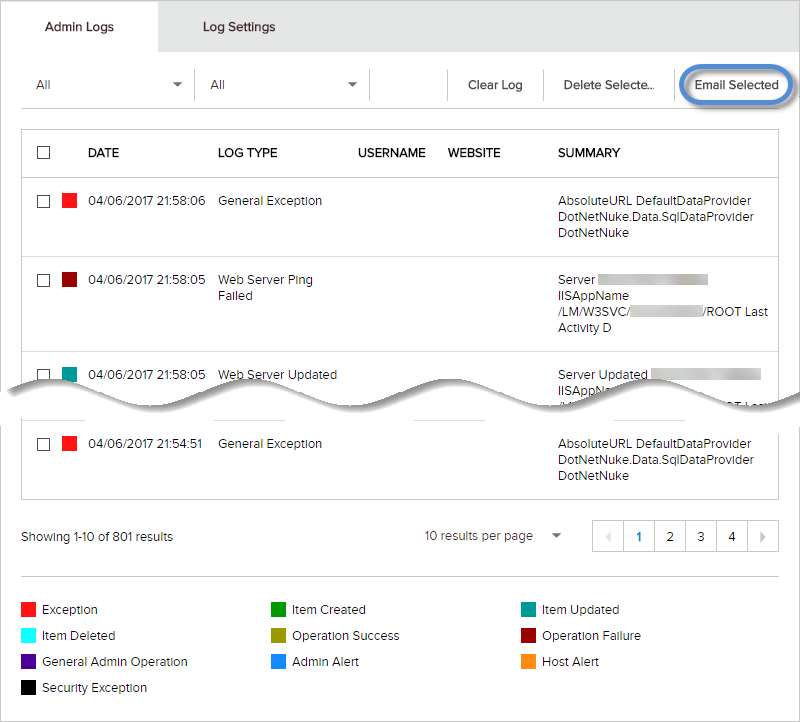 Admin Logs Log Settings
All All Clear Log Delete Selecte... Email Selected
DATE LOG TYPE USERNAME WEBSITE SUMMARY
04/06/2017 21:58:06 General Exception AbsoluteURL DefaultDataProvider
DotNetNuke.Data.SqlDataProvider
DotNetNuke
04/06/2017 21:58:05 Web Server Ping Server
Failed IISAppName
/LM/W3SVC/ /ROOT Last
Activity D
04/06/2017 21:58:05 Web Server Updated Server Updated
04/06/2017 21:54:51 General Exception AbsoluteURL DefaultDataProvider
DotNetNuke.Data.SqlDataProvider
DotNetNuke
Showing 1-10 of 801 results 10 results per page 1 2 3 4
Exception Item Created Item Updated
Item Deleted Operation Success Operation Failure
General Admin Operation Admin Alert Host Alert
Security Exception